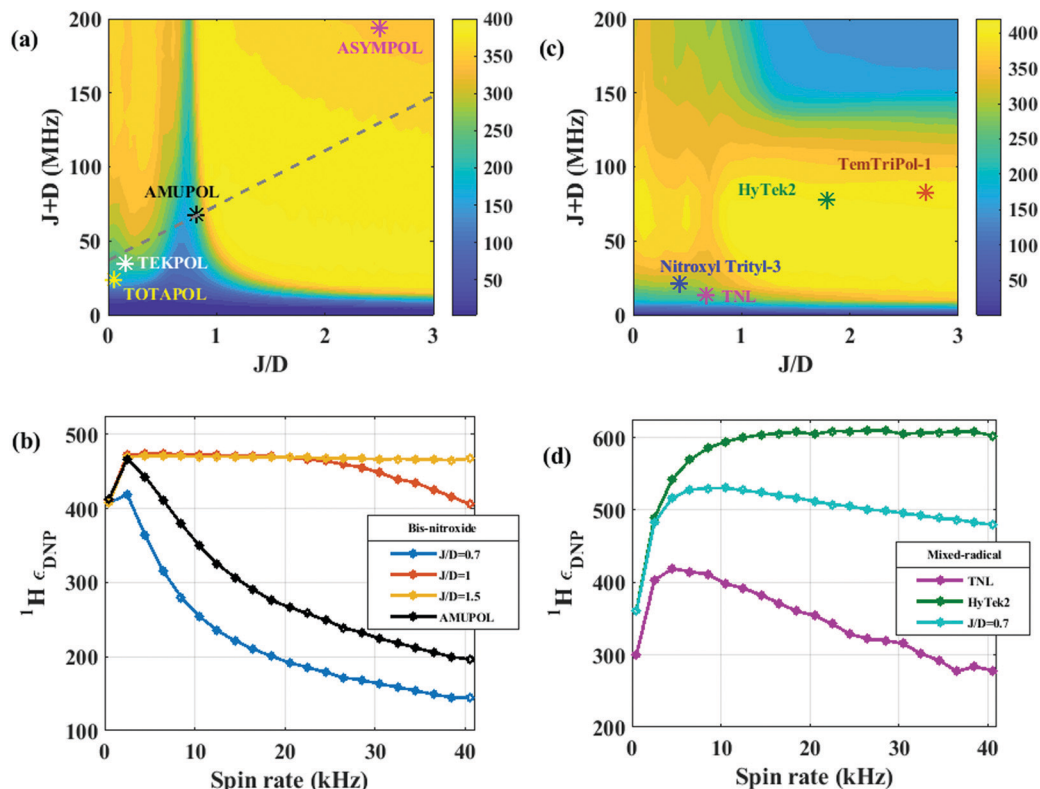 (a)
J+D (MHz)
200
150
100
50
0
ASYMPOL
AMUPOL
TEKPOL
TOTAPOL
0
1
2
3
J/D
400
350
300
250
200
150
100
50
(c)
J+D (MHz)
200
150
100
50
0
TemTriPol-1
HyTek2
Nitroxyl Trityl-3
TNL
0
1
2
3
J/D
400
350
300
250
200
150
100
50
(b)
¹H ϵDNP
500
400
300
200
100
Bis-nitroxide
J/D=0.7
J/D=1
J/D=1.5
AMUPOL
0
10
20
30
40
Spin rate (kHz)
(d)
¹H ϵDNP
600
500
400
300
200
Mixed-radical
TNL
HyTek2
J/D=0.7
0
10
20
30
40
Spin rate (kHz)